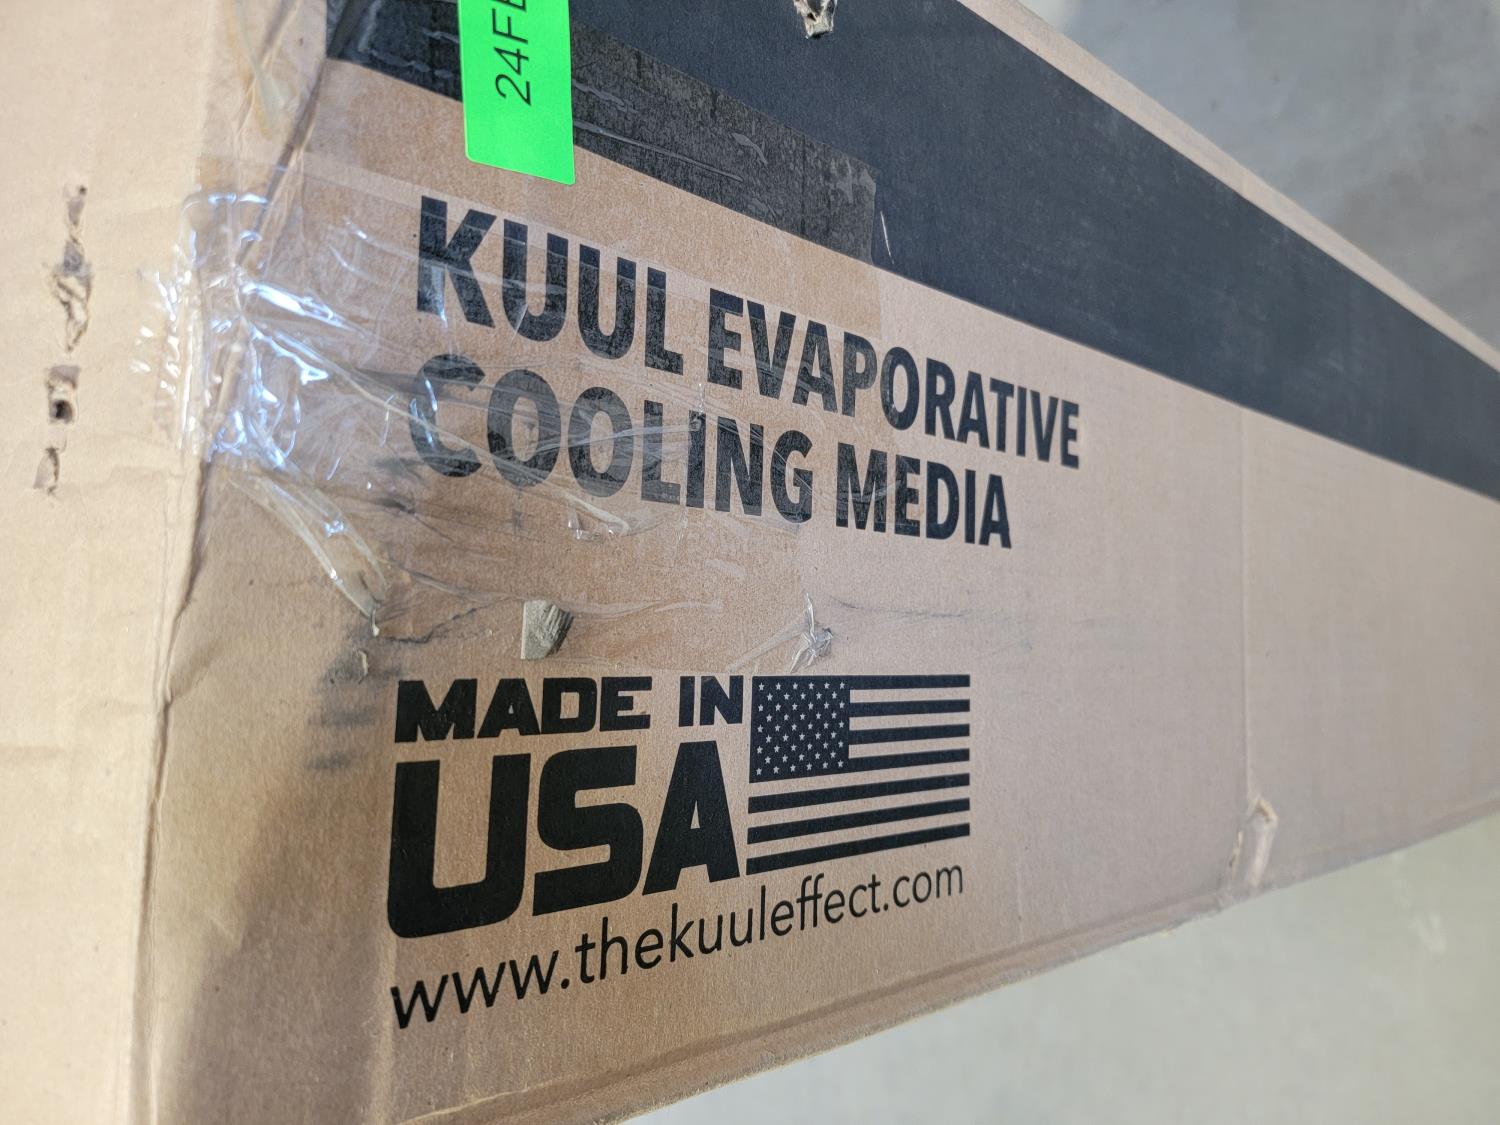 KUUL EVAPORATIVE
COOLING MEDIA
MADE IN
USA
www.thekuuleffect.com